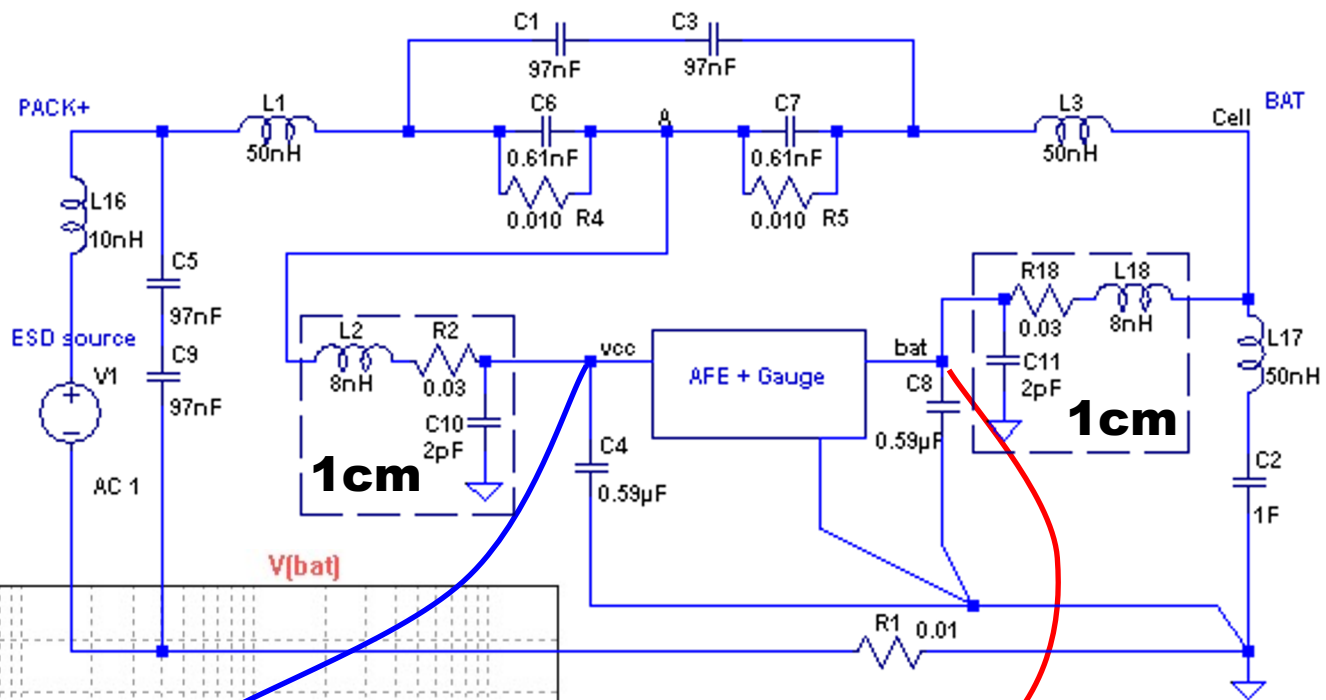 C1
C3
97nF
97nF
PACK+
L1
C6
A
C7
L3
Cell
BAT
50nH
0.61nF
0.61nF
50nH
0.010
R4
0.010
R5
L16
10nH
C5
97nF
R18
L18
0.03
8nH
ESD source
C9
L2
R2
vcc
bat
C11
L17
V1
8nH
0.03
AFE + Gauge
C8
2pF
50nH
97nF
C10
2pF
1cm
0.59µF
C4
0.59µF
1cm
C2
AC 1
1F
V(bat)
R1
0.01